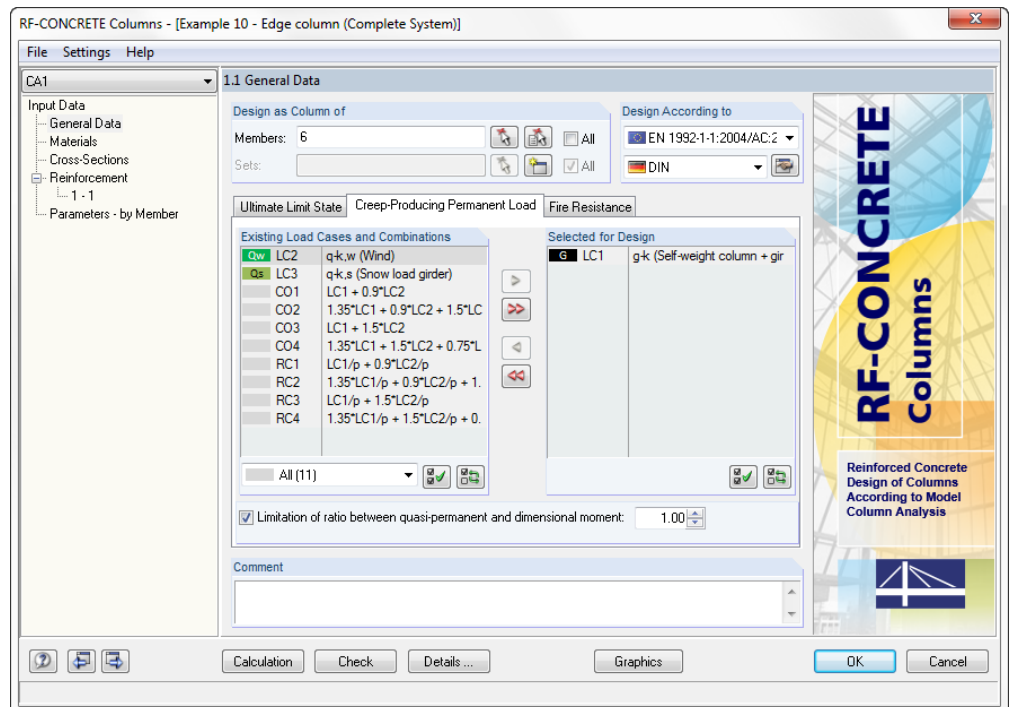 RF-CONCRETE Columns - [Example 10 - Edge column (Complete System)]
File Settings Help
CA1
Input Data
General Data
Materials
Cross-Sections
Reinforcement
1 - 1
Parameters - by Member
1.1 General Data
Design as Column of
Members: 6
All
Sets:
All
Design According to
EN 1992-1-1:2004/AC:2
DIN
Ultimate Limit State
Creep-Producing Permanent Load
Fire Resistance
Existing Load Cases and Combinations
Qw LC2 q-k,w (Wind)
Qs LC3 q-k,s (Snow load girder)
CO1 LC1 + 0.9*LC2
CO2 1.35*LC1 + 0.9*LC2 + 1.5*LC
CO3 LC1 + 1.5*LC2
CO4 1.35*LC1 + 1.5*LC2 + 0.75*L
RC1 LC1/p + 0.9*LC2/p
RC2 1.35*LC1/p + 0.9*LC2/p + 1.
RC3 LC1/p + 1.5*LC2/p
RC4 1.35*LC1/p + 1.5*LC2/p + 0.
All (11)
Selected for Design
G LC1 g-k (Self-weight column + gir
Limitation of ratio between quasi-permanent and dimensional moment: 1.00
Comment
RF-CONCRETE
Columns
Reinforced Concrete
Design of Columns
According to Model
Column Analysis
Calculation
Check
Details ...
Graphics
OK
Cancel